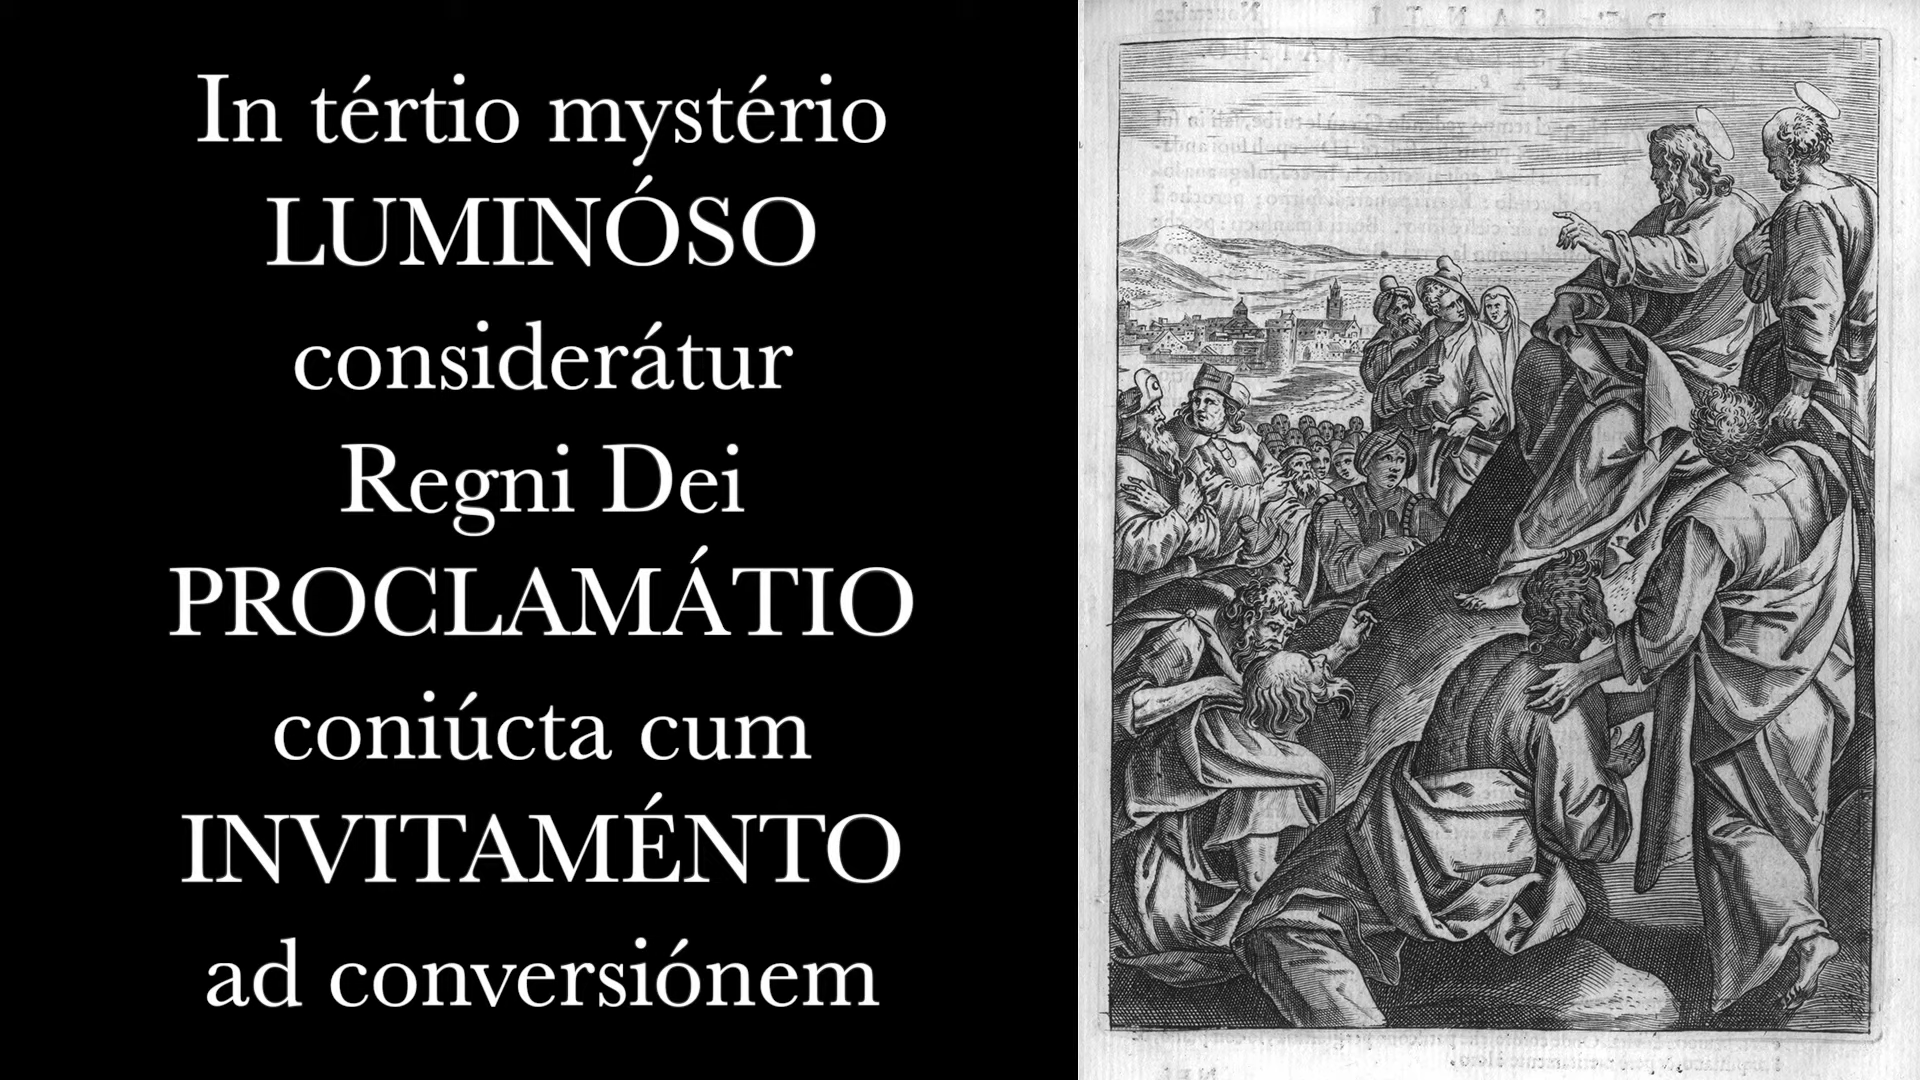 In tértio mystério
LUMINÓSO
considerátur
Regni Dei
PROCLAMÁTIO
coniúcta cum
INVITAMÉNTO
ad conversiónem